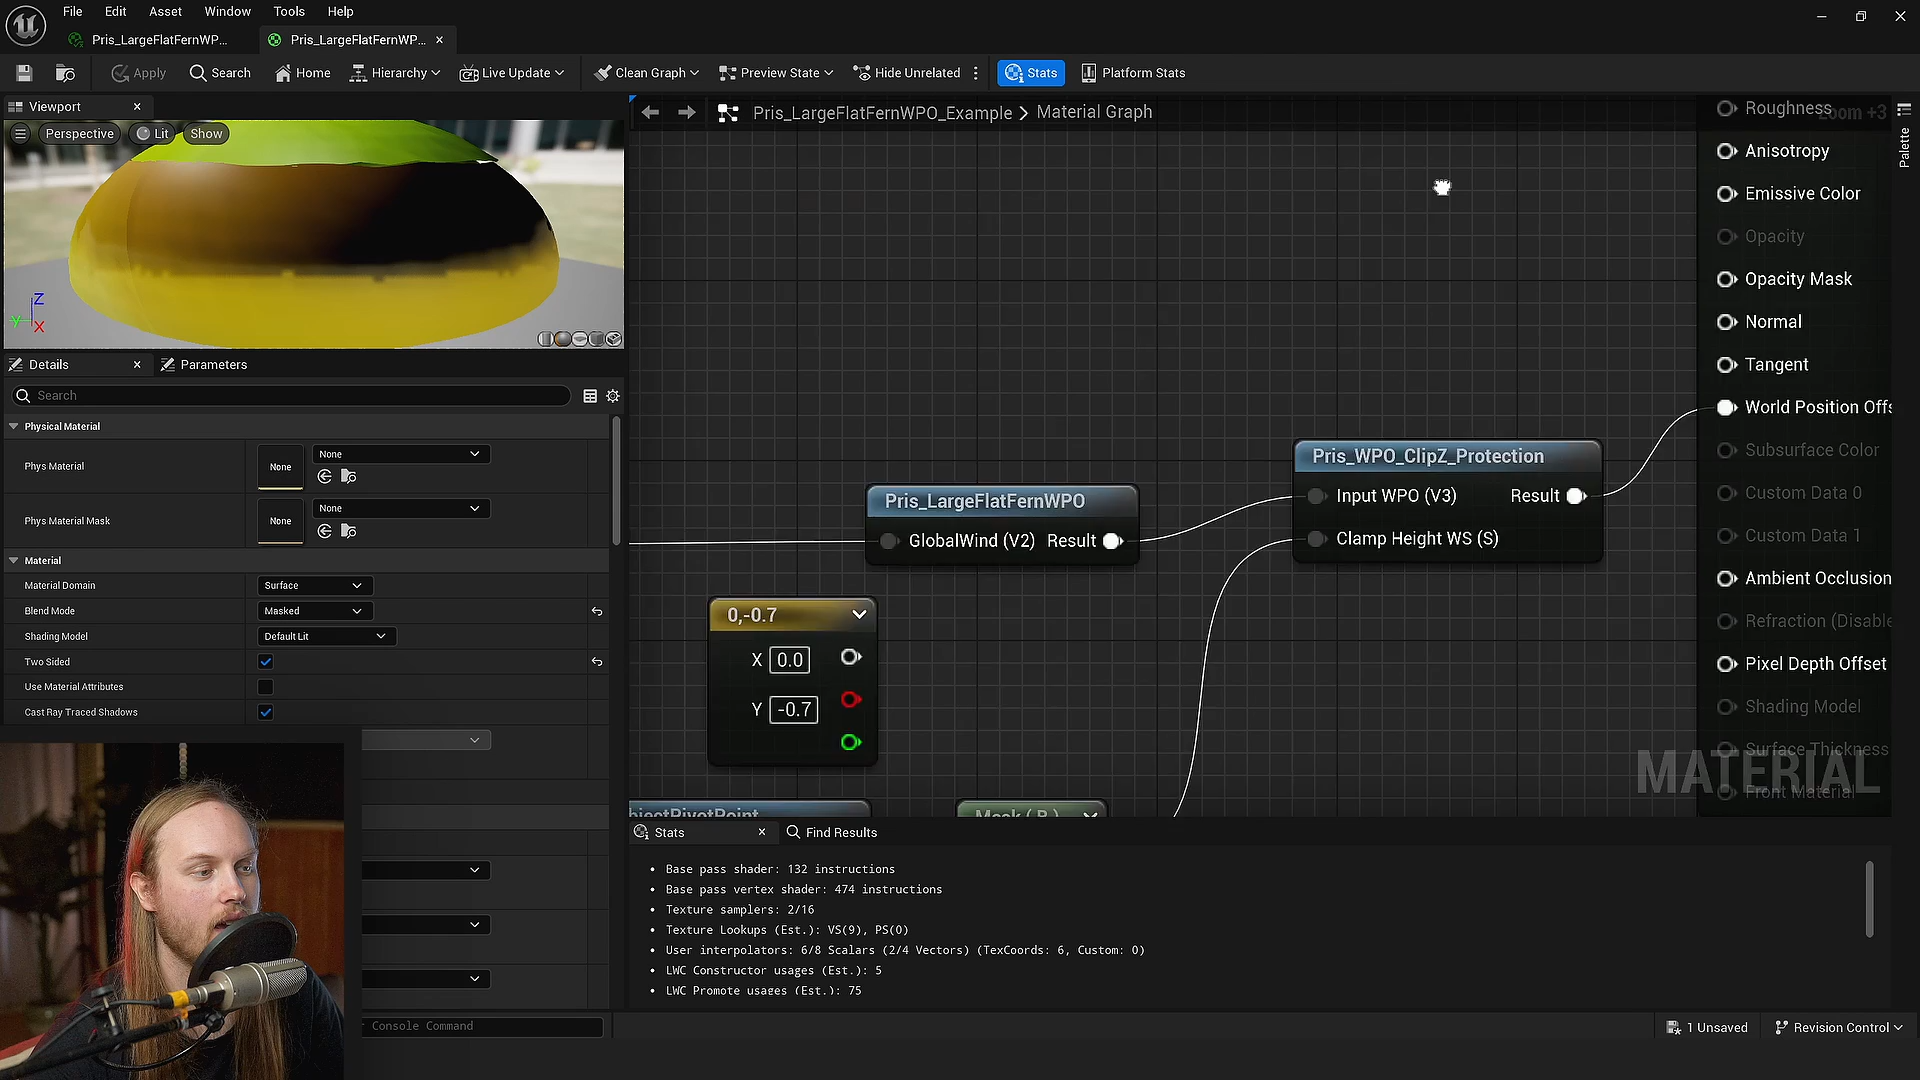 File Edit Asset Window Tools Help
Pris_LargeFlatFernWP...
Pris_LargeFlatFernWP...
Apply Search Home Hierarchy Live Update Clean Graph Preview State Hide Unrelated Stats Platform Stats
Viewport
Perspective Lit Show
Z
Y
X
Details Parameters
Search
Physical Material
Phys Material None None
Phys Material Mask None None
Material
Material Domain Surface
Blend Mode Masked
Shading Model Default Lit
Two Sided
Use Material Attributes
Cast Ray Traced Shadows
Console Command
Pris_LargeFlatFernWPO_Example > Material Graph
Zoom +3
Palette
Roughness
Anisotropy
Emissive Color
Opacity
Opacity Mask
Normal
Tangent
World Position Offs
Subsurface Color
Custom Data 0
Custom Data 1
Ambient Occlusion
Refraction (Disable
Pixel Depth Offset
Shading Model
Surface Thickness
Front Material
MATERIAL
Pris_WPO_ClipZ_Protection
Input WPO (V3) Result
Clamp Height WS (S)
Pris_LargeFlatFernWPO
GlobalWind (V2) Result
0,-0.7
X 0.0
Y -0.7
bjectPivotPoint
Mask ( B )
Stats Find Results
• Base pass shader: 132 instructions
• Base pass vertex shader: 474 instructions
• Texture samplers: 2/16
• Texture Lookups (Est.): VS(9), PS(0)
• User interpolators: 6/8 Scalars (2/4 Vectors) (TexCoords: 6, Custom: 0)
• LWC Constructor usages (Est.): 5
• LWC Promote usages (Est.): 75
1 Unsaved Revision Control